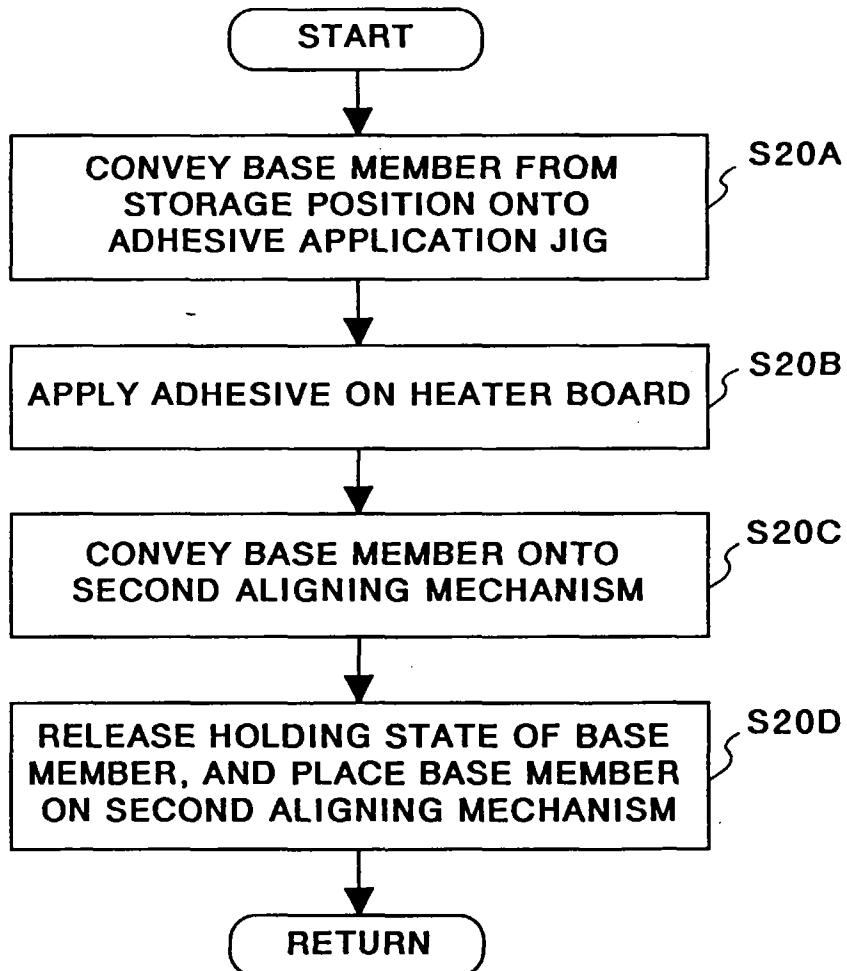 START
CONVEY BASE MEMBER FROM
STORAGE POSITION ONTO
ADHESIVE APPLICATION JIG
S20A
APPLY ADHESIVE ON HEATER BOARD
S20B
CONVEY BASE MEMBER ONTO
SECOND ALIGNING MECHANISM
S20C
RELEASE HOLDING STATE OF BASE
MEMBER, AND PLACE BASE MEMBER
ON SECOND ALIGNING MECHANISM
S20D
RETURN